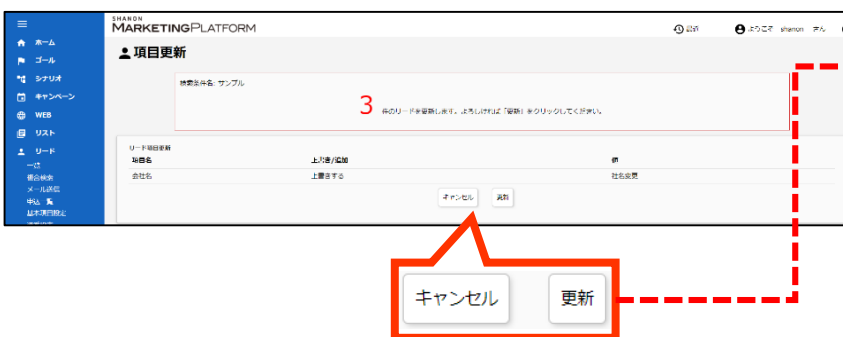 SHANON
MARKETINGPLATFORM
ようこそ shanon さん
ホーム
ゴール
シナリオ
キャンペーン
WEB
リスト
リード
一覧
複合検索
メール送信
基本項目設定
項目更新
検索条件名: サンプル
3 件のリードを更新します。よろしければ「更新」をクリックしてください。
リード項目更新
項目名 上書き/追加 値
会社名 上書きする 社名変更
キャンセル 更新
キャンセル 更新